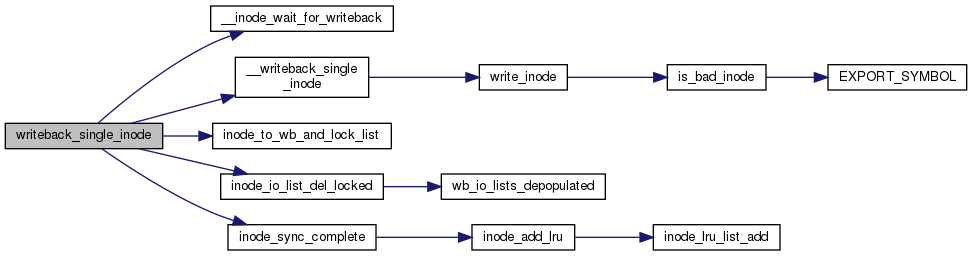 __inode_wait_for_writeback
__writeback_single
_inode
write_inode
is_bad_inode
EXPORT_SYMBOL
writeback_single_inode
inode_to_wb_and_lock_list
inode_io_list_del_locked
wb_io_lists_depopulated
inode_sync_complete
inode_add_lru
inode_lru_list_add